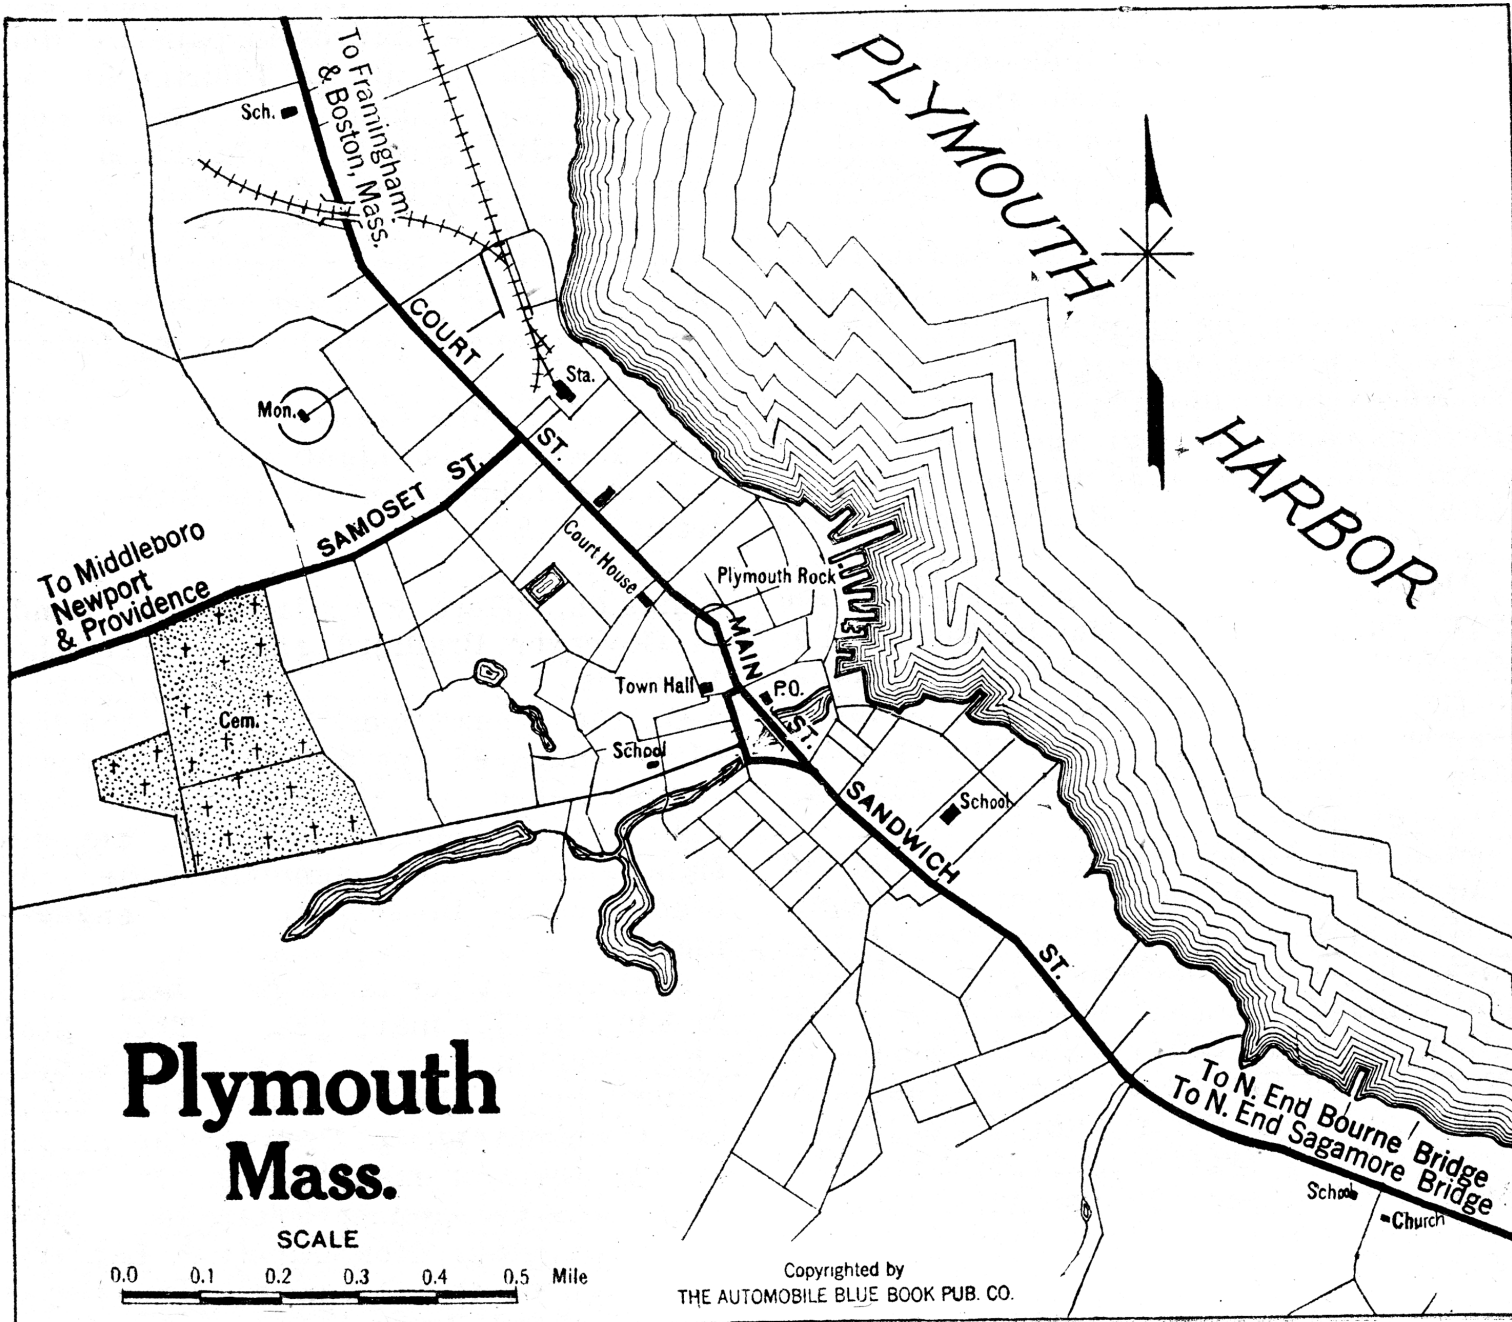 PLYMOUTH
HARBOR
Sch.
To Framingham
& Boston, Mass.
COURT
ST.
Sta.
Mon.
SAMOSET ST.
To Middleboro
Newport
& Providence
Court House
Plymouth Rock
MAIN
ST.
Town Hall
P.O.
Cem.
School
SANDWICH
ST.
School
To N. End Bourne Bridge
To N. End Sagamore Bridge
School
Church
Plymouth
Mass.
SCALE
0.0 0.1 0.2 0.3 0.4 0.5 Mile
Copyrighted by
THE AUTOMOBILE BLUE BOOK PUB. CO.